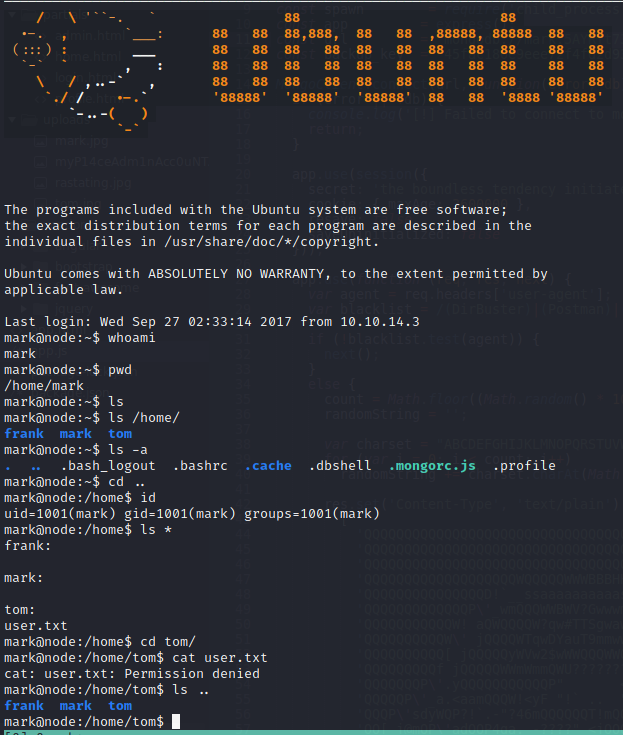 The programs included with the Ubuntu system are free software;
the exact distribution terms for each program are described in the
individual files in /usr/share/doc/*/copyright.
Ubuntu comes with ABSOLUTELY NO WARRANTY, to the extent permitted by
applicable law.
Last login: Wed Sep 27 02:33:14 2017 from 10.10.14.3
mark@node:~$ whoami
mark
mark@node:~$ pwd
/home/mark
mark@node:~$ ls
mark@node:~$ ls /home/
frank  mark  tom
mark@node:~$ ls -a
.  ..  .bash_logout  .bashrc  .cache  .dbshell  .mongorc.js  .profile
mark@node:~$ cd ..
mark@node:/home$ id
uid=1001(mark) gid=1001(mark) groups=1001(mark)
mark@node:/home$ ls *
frank:
mark:
tom:
user.txt
mark@node:/home$ cd tom/
mark@node:/home/tom$ cat user.txt
cat: user.txt: Permission denied
mark@node:/home/tom$ ls ..
frank  mark  tom
mark@node:/home/tom$